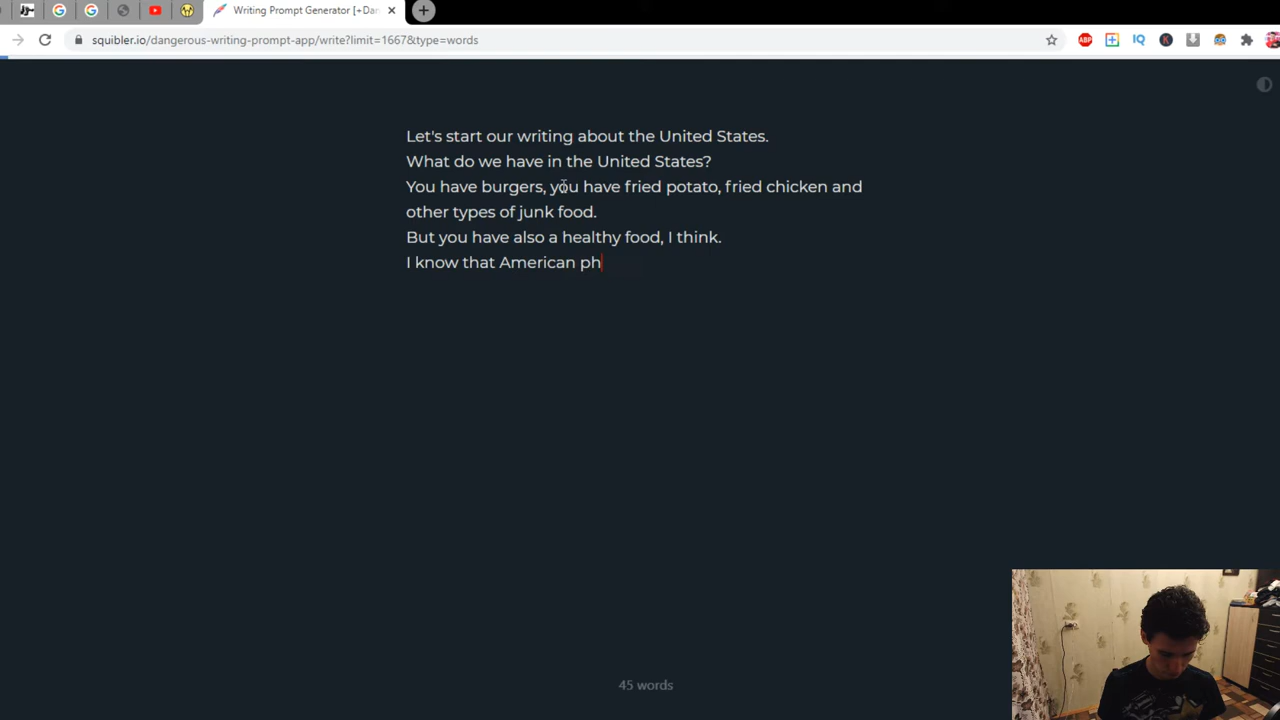 Writing Prompt Generator [+Dan
squibler.io/dangerous-writing-prompt-app/write?limit=1667&type=words
ABP
IQ
K
Let's start our writing about the United States.
What do we have in the United States?
You have burgers, you have fried potato, fried chicken and
other types of junk food.
But you have also a healthy food, I think.
I know that American ph
45 words